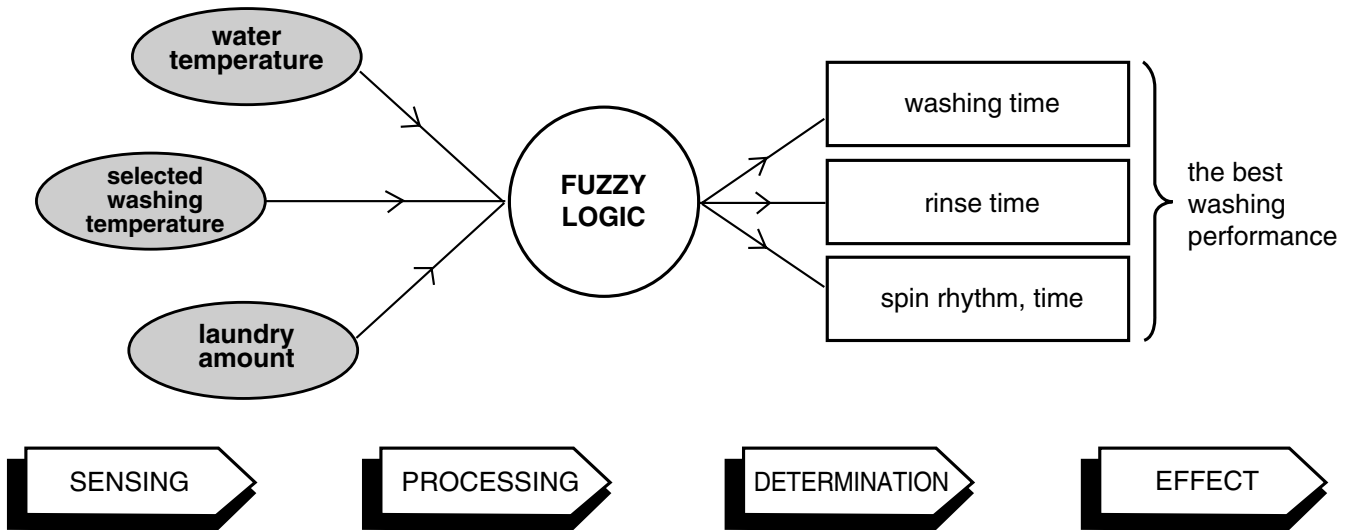 water
temperature
selected
washing
temperature
laundry
amount
FUZZY
LOGIC
washing time
rinse time
spin rhythm, time
the best
washing
performance
SENSING
PROCESSING
DETERMINATION
EFFECT